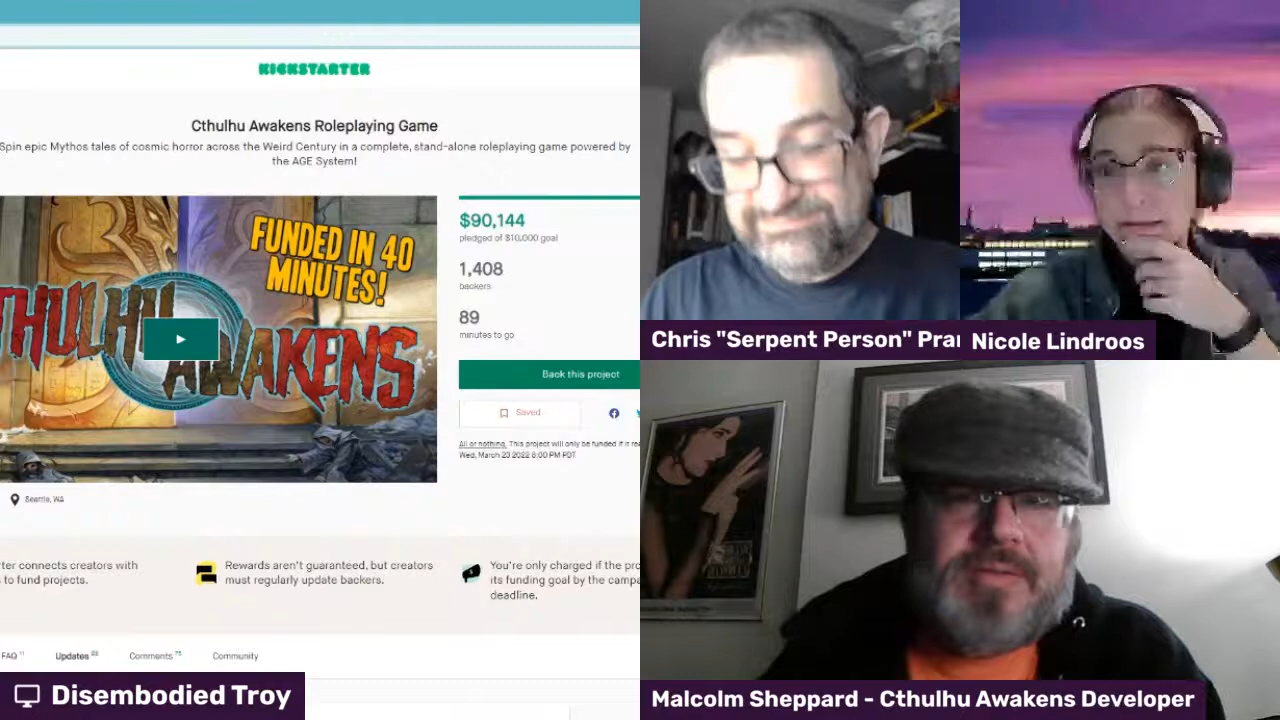 KICKSTARTER
Cthulhu Awakens Roleplaying Game
Spin epic Mythos tales of cosmic horror across the Weird Century in a complete, stand-alone roleplaying game powered by
the AGE System!
FUNDED IN 40
MINUTES!
THULHU
AWAKENS
$90,144
pledged of $10,000 goal
1,408
backers
89
minutes to go
Back this project
Saved
All or nothing. This project will only be funded if it rea
Wed, March 23 2022 8:00 PM PDT
Seattle, WA
rter connects creators with
s to fund projects.
Rewards aren't guaranteed, but creators
must regularly update backers.
You're only charged if the pro
its funding goal by the campa
deadline.
FAQ 11
Updates
Comments
Community
Disembodied Troy
Chris "Serpent Person" Pra
Nicole Lindroos
Malcolm Sheppard - Cthulhu Awakens Developer